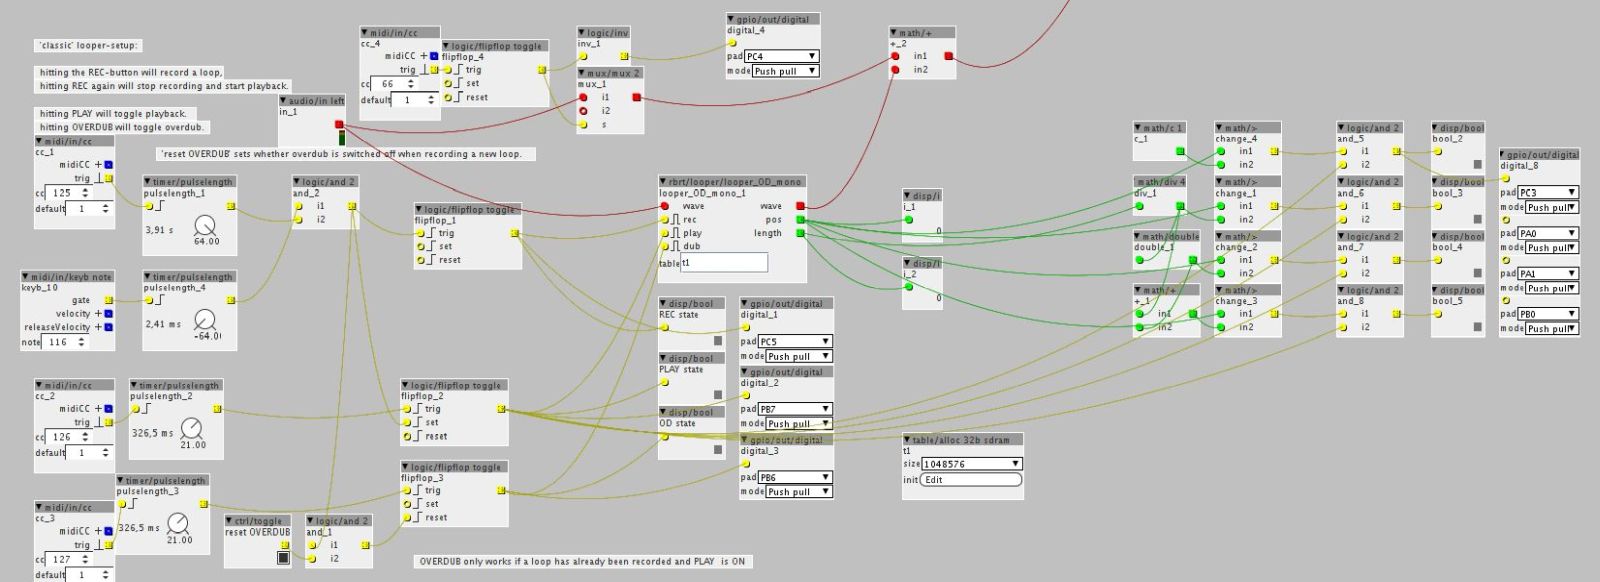 'classic' looper-setup:
hitting the REC-button will record a loop,
hitting REC again will stop recording and start playback.
hitting PLAY will toggle playback.
hitting OVERDUB will toggle overdub.
'reset OVERDUB' sets whether overdub is switched off when recording a new loop.
midi/in/cc
cc_4
midiCC
trig
cc 66
default 1
logic/flipflop toggle
flipflop_4
trig
set
reset
logic/inv
inv_1
mux/mux 2
mux_1
i1
i2
s
gpio/out/digital
digital_4
pad PC4
mode Push pull
math/+
+_2
in1
in2
audio/in left
in_1
midi/in/cc
cc_1
midiCC
trig
cc 125
default 1
timer/pulselength
pulselength_1
3,91 s
64.00
logic/and 2
and_2
i1
i2
logic/flipflop toggle
flipflop_1
trig
set
reset
midi/in/keyb note
keyb_10
gate
velocity
releaseVelocity
note 116
timer/pulselength
pulselength_4
2,41 ms
-64.0
rbrt/looper/looper_OD_mono
looper_OD_mono_1
wave wave
rec pos
play length
dub
table t1
disp/i
i_1
0
disp/i
i_2
0
disp/bool
REC state
disp/bool
PLAY state
disp/bool
OD state
gpio/out/digital
digital_1
pad PC5
mode Push pull
gpio/out/digital
digital_2
pad PB7
mode Push pull
gpio/out/digital
digital_3
pad PB6
mode Push pull
midi/in/cc
cc_2
midiCC
trig
cc 126
default 1
timer/pulselength
pulselength_2
326,5 ms
21.00
logic/flipflop toggle
flipflop_2
trig
set
reset
midi/in/cc
cc_3
midiCC
trig
cc 127
default 1
timer/pulselength
pulselength_3
326,5 ms
21.00
ctrl/toggle
reset OVERDUB
logic/and 2
and_1
i1
i2
logic/flipflop toggle
flipflop_3
trig
set
reset
OVERDUB only works if a loop has already been recorded and PLAY is ON
table/alloc 32b sdram
t1
size 1048576
init Edit
math/c 1
c_1
math/div 4
div_1
math/double
double_1
math/+
+_1
in1
in2
math/>
change_4
in1
in2
math/>
change_1
in1
in2
math/>
change_2
in1
in2
math/>
change_3
in1
in2
logic/and 2
and_5
i1
i2
logic/and 2
and_6
i1
i2
logic/and 2
and_7
i1
i2
logic/and 2
and_8
i1
i2
disp/bool
bool_2
disp/bool
bool_3
disp/bool
bool_4
disp/bool
bool_5
gpio/out/digital
digital_8
pad PC3
mode Push pull
pad PA0
mode Push pull
pad PA1
mode Push pull
pad PB0
mode Push pull